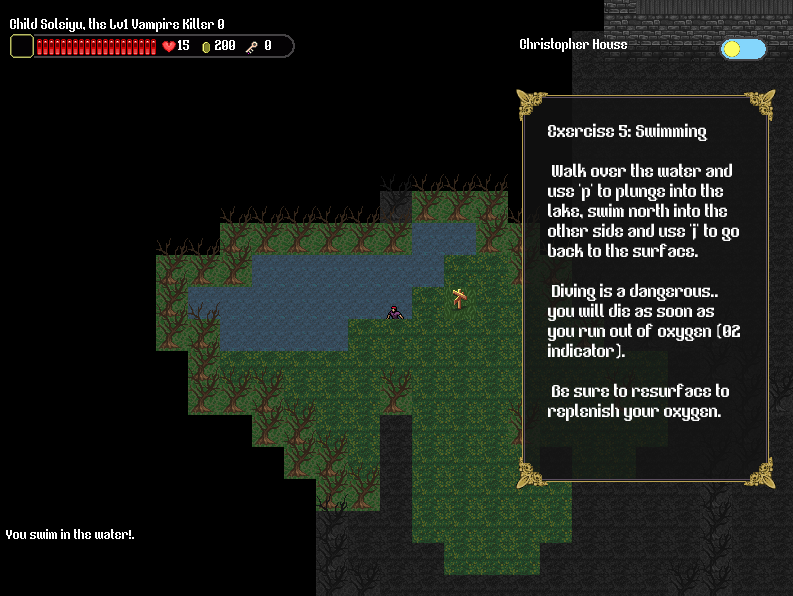 Child Soleiyu, the Lv1 Vampire Killer 0
15 200 0
Christopher House
Exercise 5: Swimming
Walk over the water and
use 'p' to plunge into the
lake, swim north into the
other side and use 'j' to go
back to the surface.
Diving is a dangerous..
you will die as soon as
you run out of oxygen (O2
indicator).
Be sure to resurface to
replenish your oxygen.
You swim in the water!.